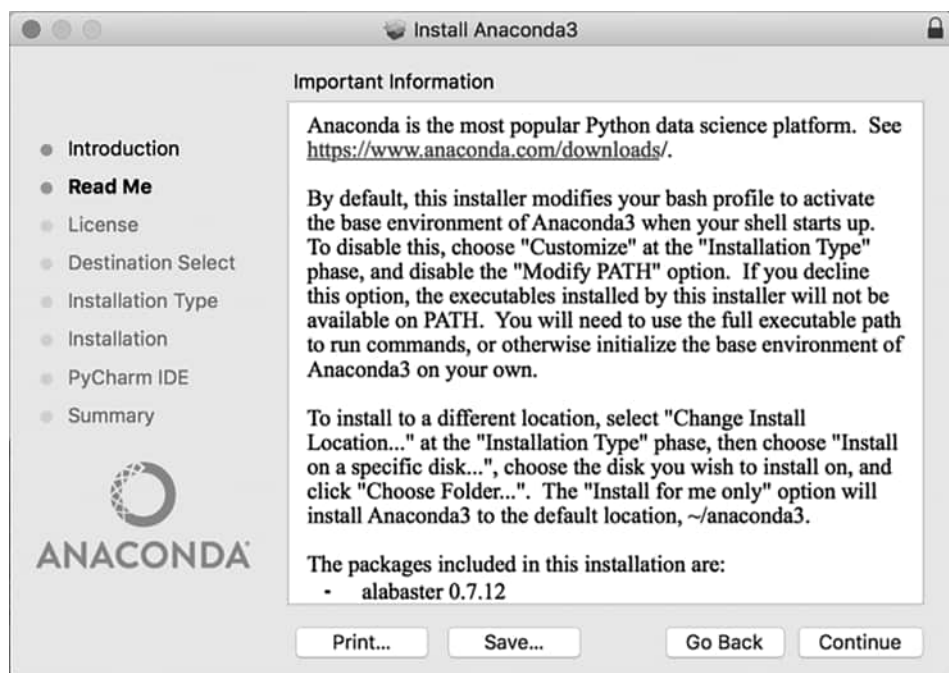 Install Anaconda3
Important Information
Introduction
Read Me
License
Destination Select
Installation Type
Installation
PyCharm IDE
Summary
ANACONDA
Anaconda is the most popular Python data science platform.  See
https://www.anaconda.com/downloads/.
By default, this installer modifies your bash profile to activate
the base environment of Anaconda3 when your shell starts up.
To disable this, choose "Customize" at the "Installation Type"
phase, and disable the "Modify PATH" option.  If you decline
this option, the executables installed by this installer will not be
available on PATH.  You will need to use the full executable path
to run commands, or otherwise initialize the base environment of
Anaconda3 on your own.
To install to a different location, select "Change Install
Location..." at the "Installation Type" phase, then choose "Install
on a specific disk...", choose the disk you wish to install on, and
click "Choose Folder...".  The "Install for me only" option will
install Anaconda3 to the default location, ~/anaconda3.
The packages included in this installation are:
-    alabaster 0.7.12
Print...
Save...
Go Back
Continue